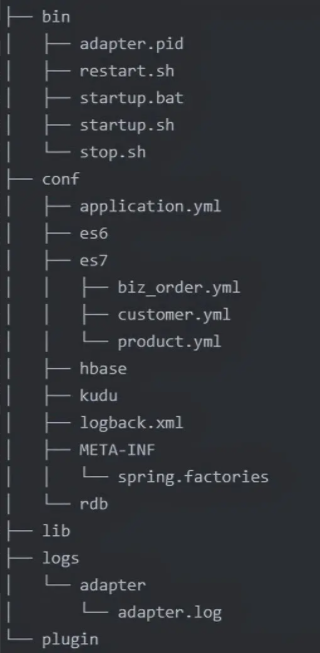 ├── bin
│   ├── adapter.pid
│   ├── restart.sh
│   ├── startup.bat
│   ├── startup.sh
│   └── stop.sh
├── conf
│   ├── application.yml
│   ├── es6
│   ├── es7
│   │   ├── biz_order.yml
│   │   ├── customer.yml
│   │   └── product.yml
│   ├── hbase
│   ├── kudu
│   ├── logback.xml
│   ├── META-INF
│   │   └── spring.factories
│   └── rdb
├── lib
├── logs
│   └── adapter
│       └── adapter.log
└── plugin